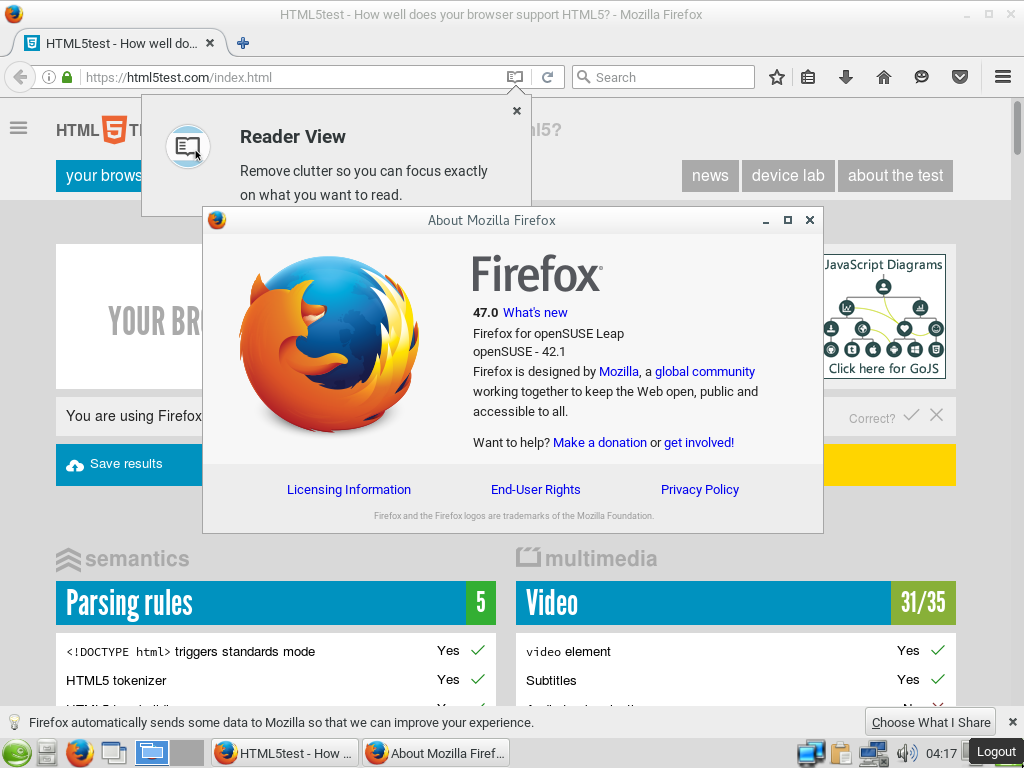 HTML5test - How well does your browser support HTML5? - Mozilla Firefox
HTML5test - How well do...
https://html5test.com/index.html
Search
HTML 5
ml5?
Reader View
Remove clutter so you can focus exactly
on what you want to read.
your brows
news
device lab
about the test
About Mozilla Firefox
YOUR BR
Firefox
47.0 What's new
Firefox for openSUSE Leap
openSUSE - 42.1
Firefox is designed by Mozilla, a global community
working together to keep the Web open, public and
accessible to all.
Want to help? Make a donation or get involved!
Licensing Information
End-User Rights
Privacy Policy
Firefox and the Firefox logos are trademarks of the Mozilla Foundation.
JavaScript Diagrams
Click here for GoJS
You are using Firefox
Correct?
Save results
semantics
Parsing rules 5
<!DOCTYPE html> triggers standards mode Yes
HTML5 tokenizer Yes
multimedia
Video 31/35
video element Yes
Subtitles Yes
Firefox automatically sends some data to Mozilla so that we can improve your experience.
Choose What I Share
HTML5test - How ...
About Mozilla Firef...
04:17
Logout